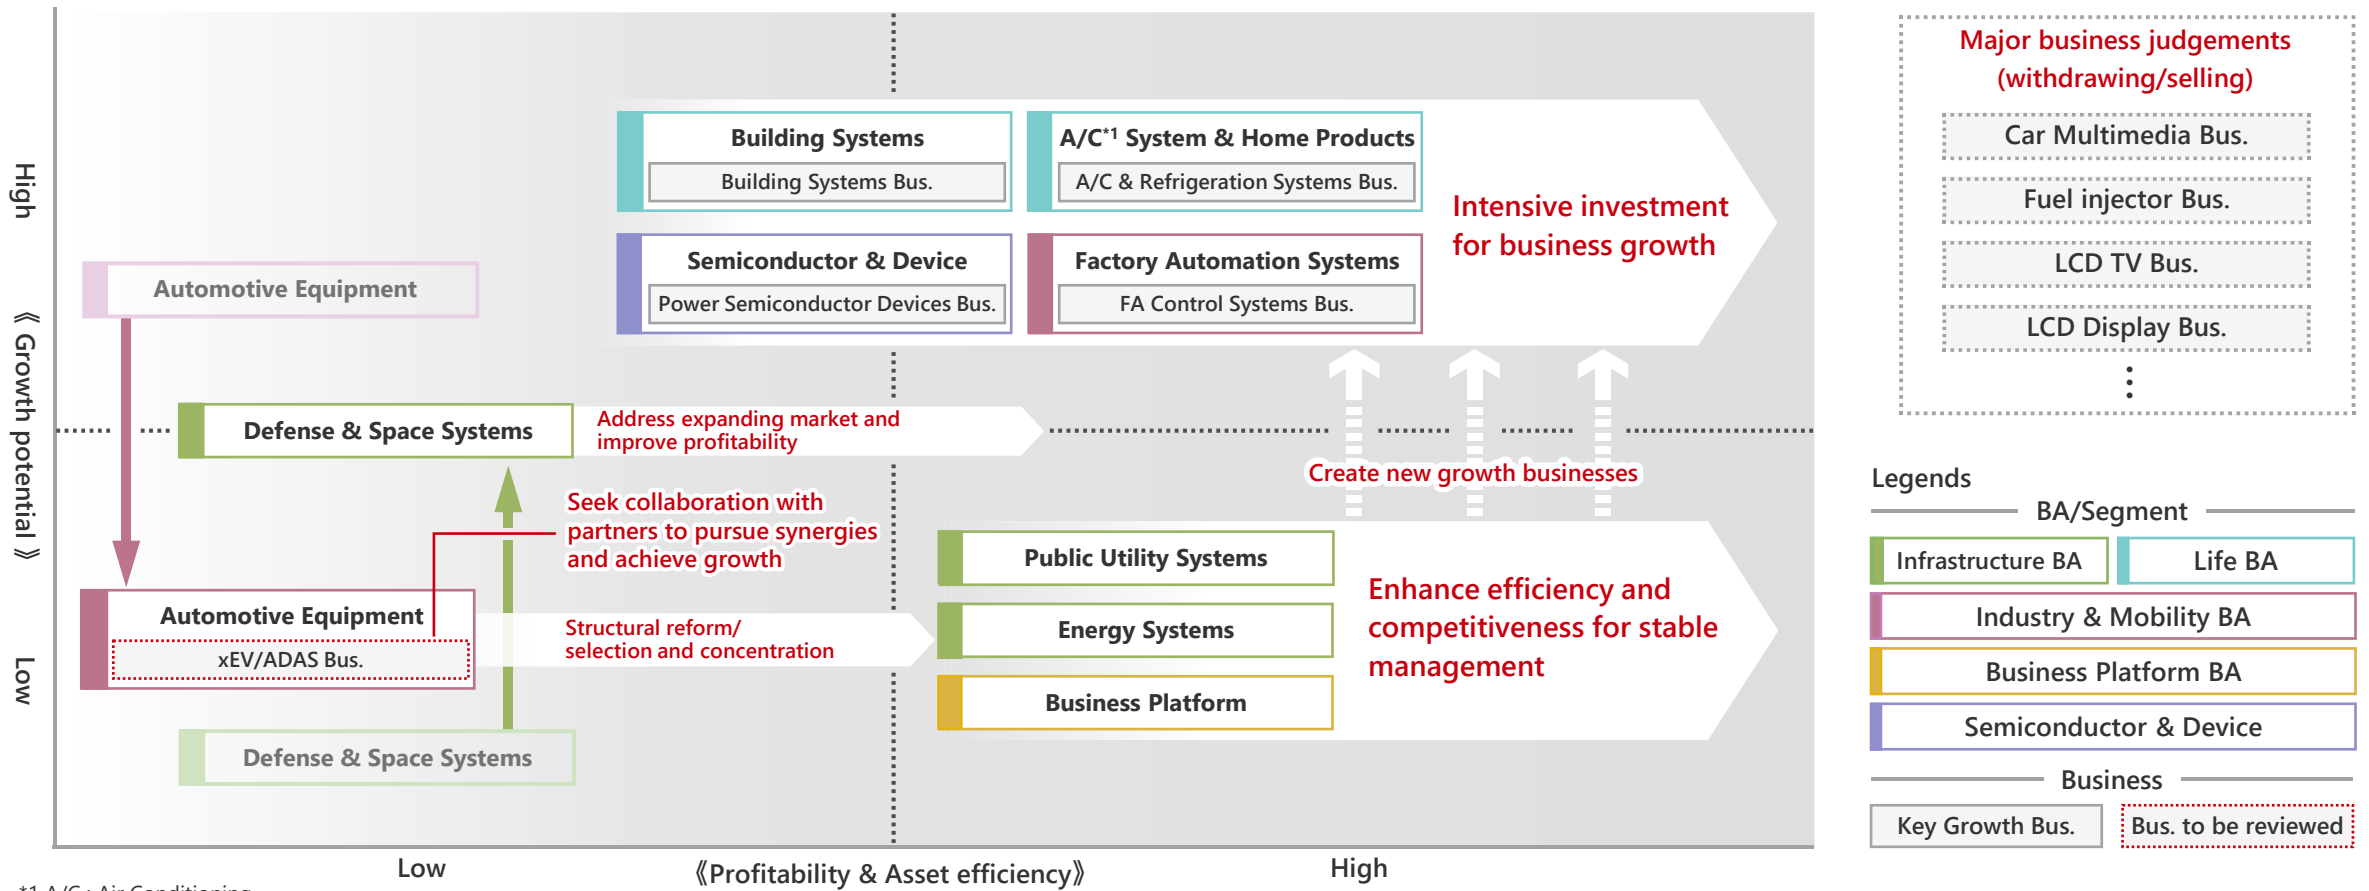 High
《 Growth potential 》
Low
Building Systems
Building Systems Bus.
A/C*1 System & Home Products
A/C & Refrigeration Systems Bus.
Semiconductor & Device
Power Semiconductor Devices Bus.
Factory Automation Systems
FA Control Systems Bus.
Intensive investment
for business growth
Automotive Equipment
Defense & Space Systems
Address expanding market and
improve profitability
Create new growth businesses
Seek collaboration with
partners to pursue synergies
and achieve growth
Automotive Equipment
xEV/ADAS Bus.
Structural reform/
selection and concentration
Public Utility Systems
Energy Systems
Business Platform
Enhance efficiency and
competitiveness for stable
management
Defense & Space Systems
Low
《Profitability & Asset efficiency》
High
*1 A/C : Air Conditioning
Major business judgements
(withdrawing/selling)
Car Multimedia Bus.
Fuel injector Bus.
LCD TV Bus.
LCD Display Bus.
⋮
Legends
BA/Segment
Infrastructure BA
Life BA
Industry & Mobility BA
Business Platform BA
Semiconductor & Device
Business
Key Growth Bus.
Bus. to be reviewed